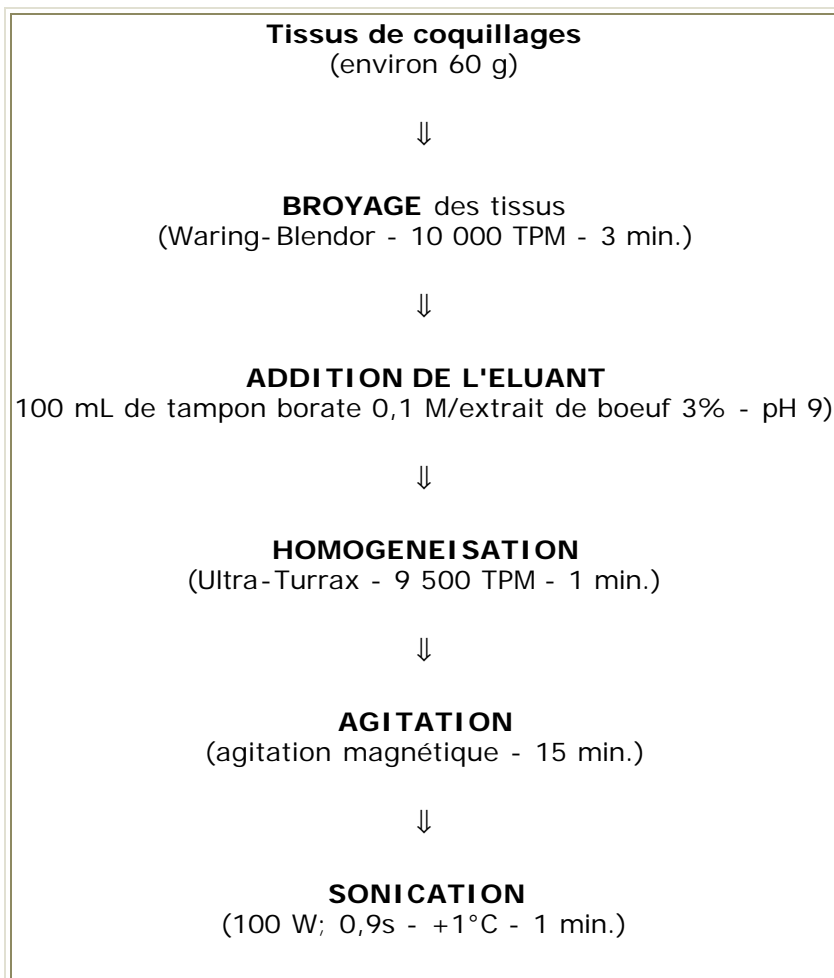 Tissus de coquillages
(environ 60 g)
⇓
BROYAGE des tissus
(Waring-Blendor - 10 000 TPM - 3 min.)
⇓
ADDITION DE L'ELUANT
100 mL de tampon borate 0,1 M/extrait de boeuf 3% - pH 9)
⇓
HOMOGENEISATION
(Ultra-Turrax - 9 500 TPM - 1 min.)
⇓
AGITATION
(agitation magnétique - 15 min.)
⇓
SONICATION
(100 W; 0,9s - +1°C - 1 min.)